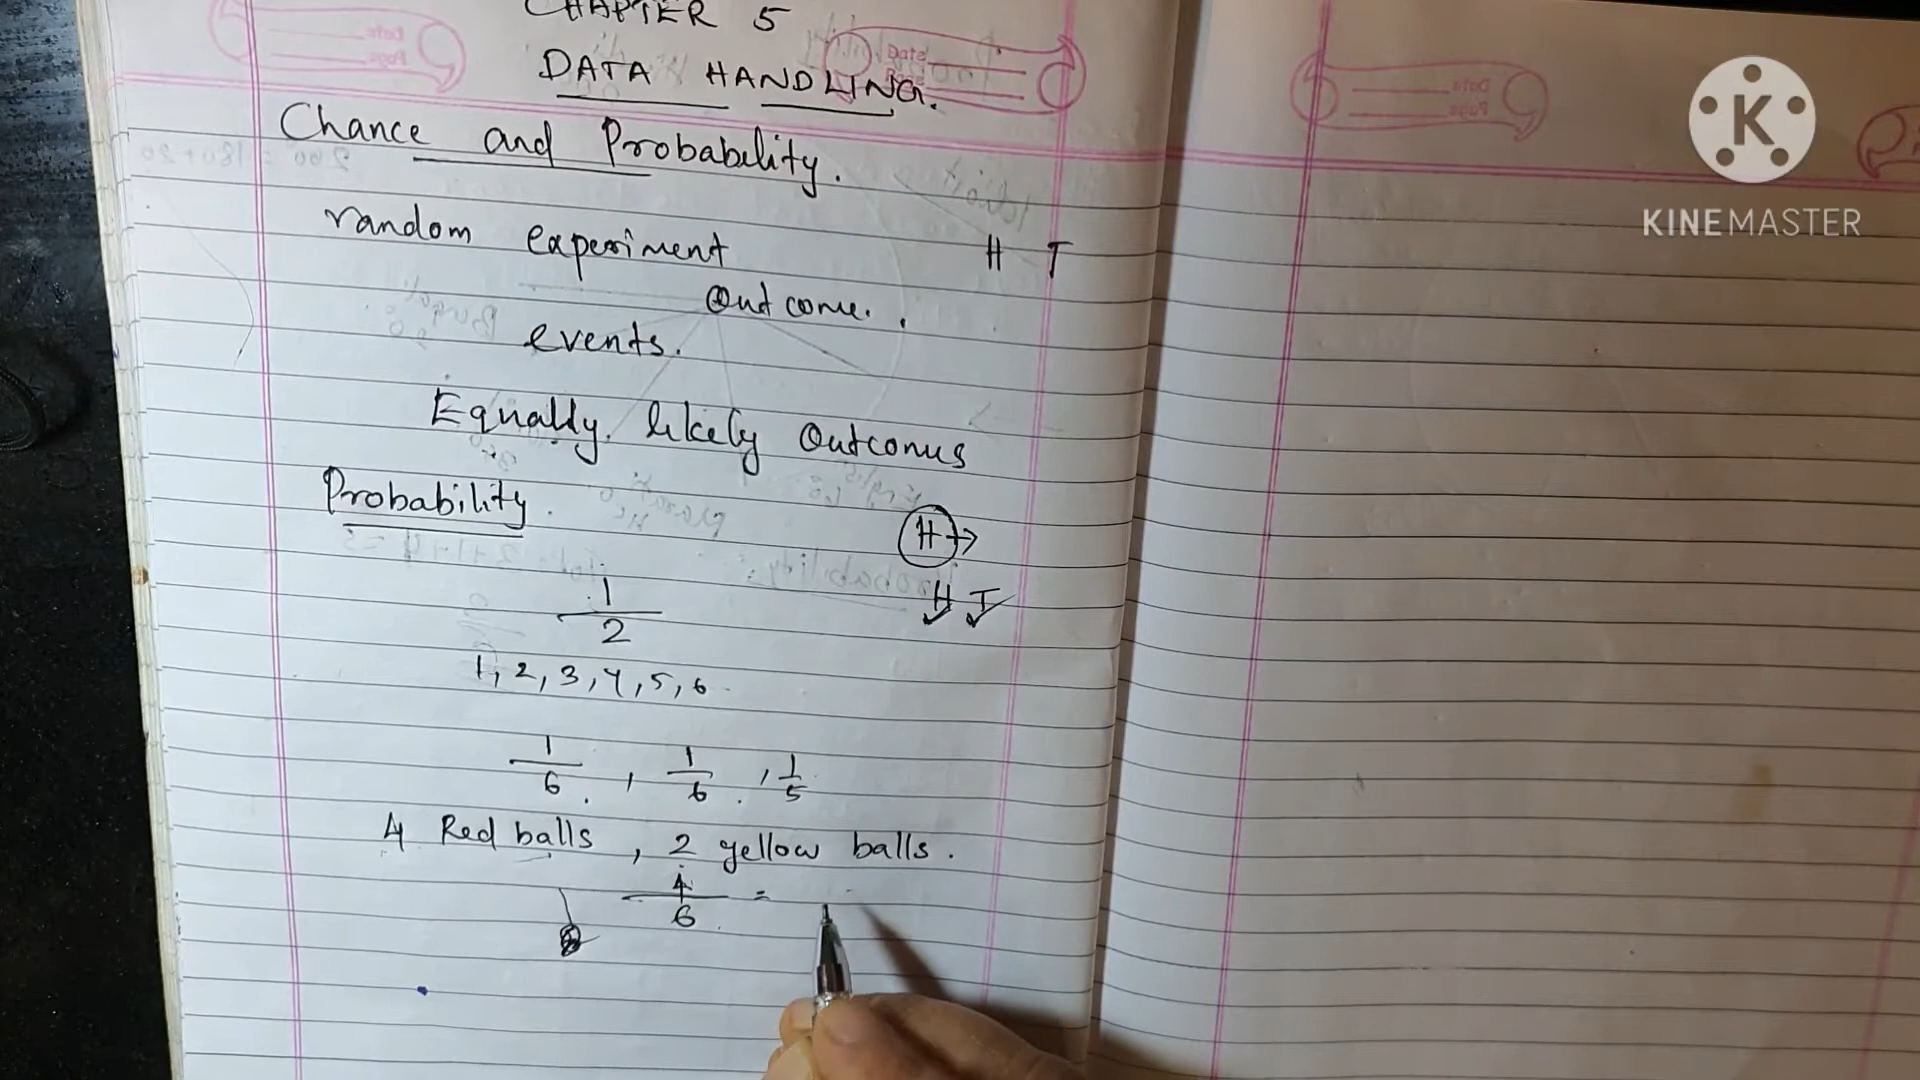 CHAPTER 5
DATA HANDLING.
Chance and Probability.
random experiment H T
Outcome.
events.
Equally likely Outcomes
Probability.
H
1/2
H T
1, 2, 3, 4, 5, 6
1/6, 1/6, 1/5
4 Red balls, 2 yellow balls.
4/6 =
K
KINEMASTER